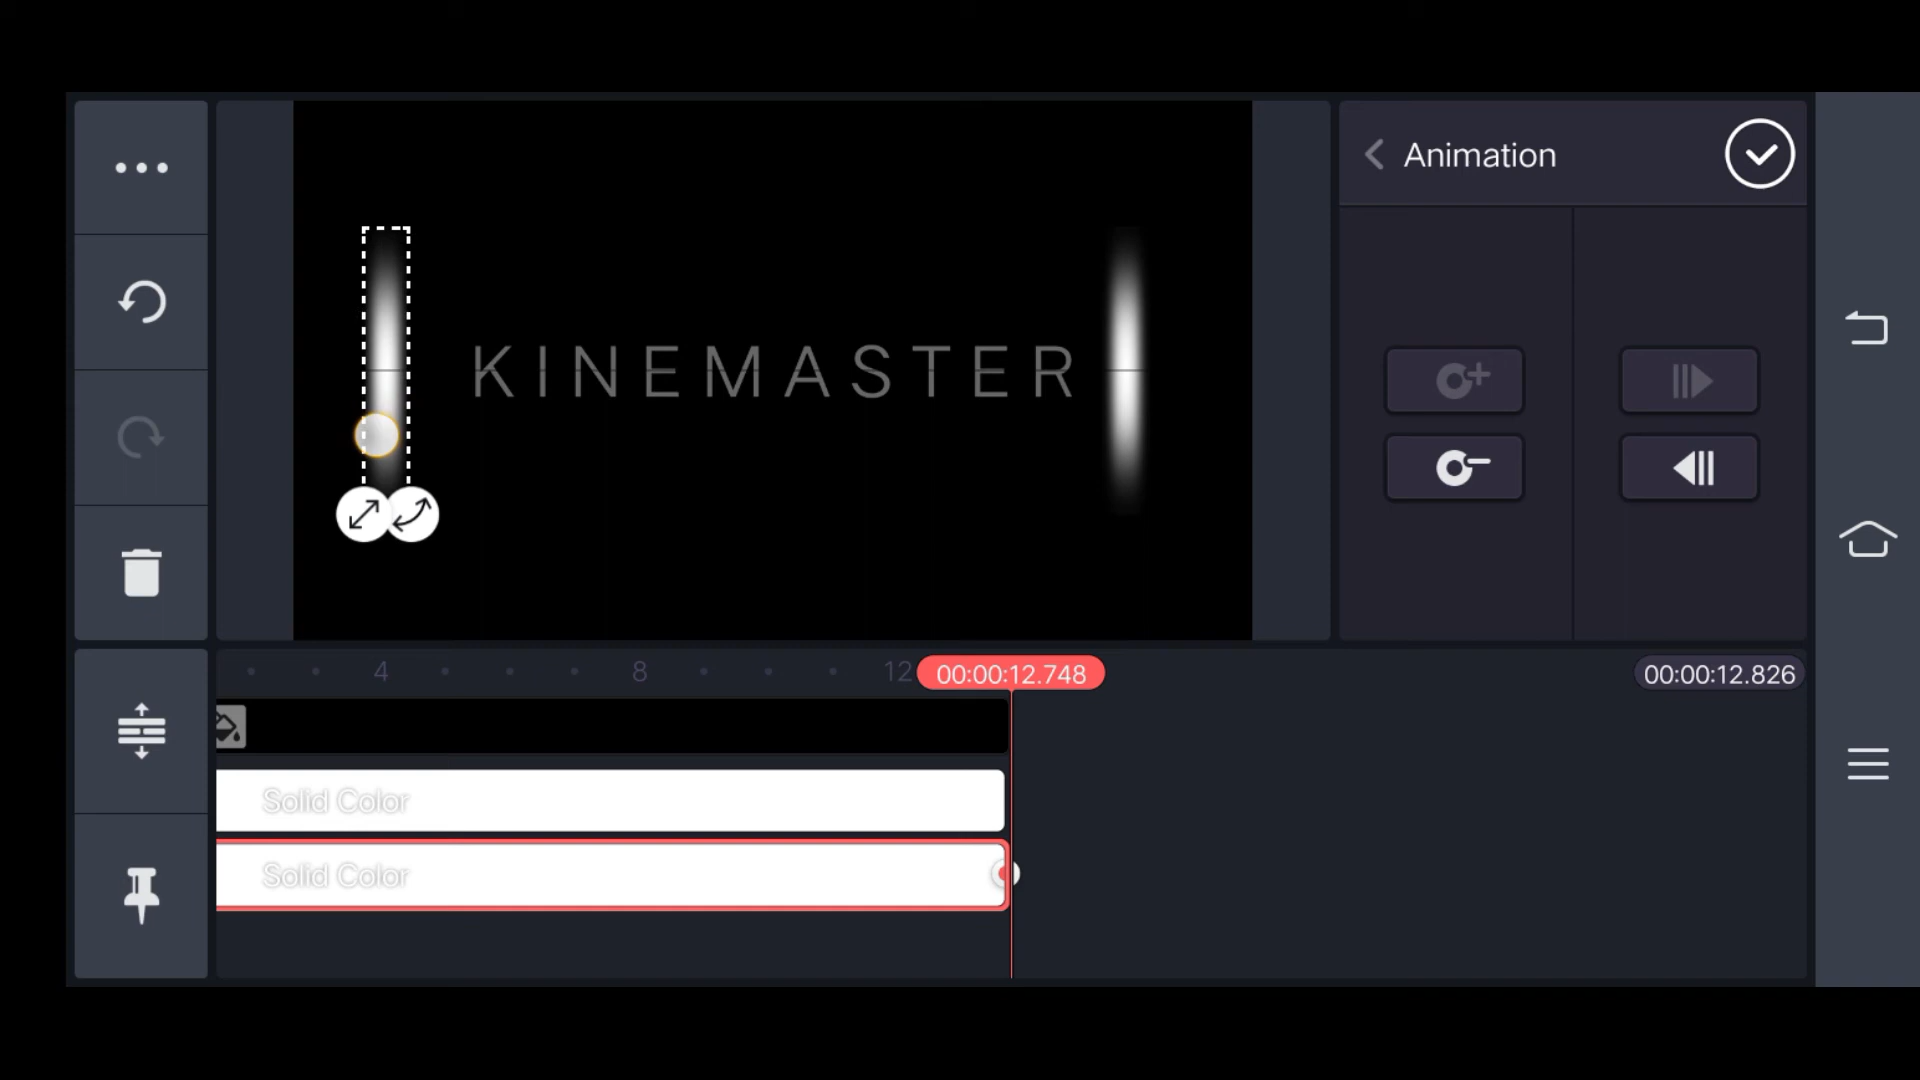 Animation
KINEMASTER
4
8
12
00:00:12.748
00:00:12.826
Solid Color
Solid Color